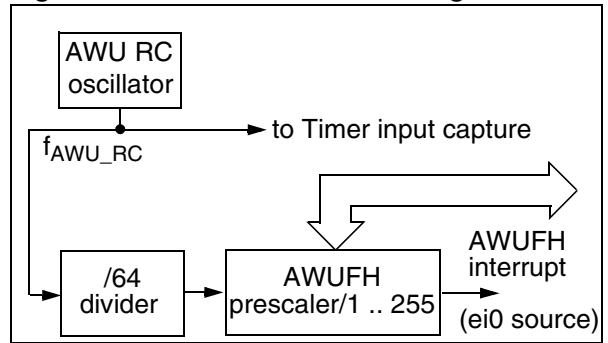 AWU RC
oscillator
to Timer input capture
fAWU_RC
AWUFH
interrupt
/64
divider
AWUFH
prescaler/1 .. 255
(ei0 source)